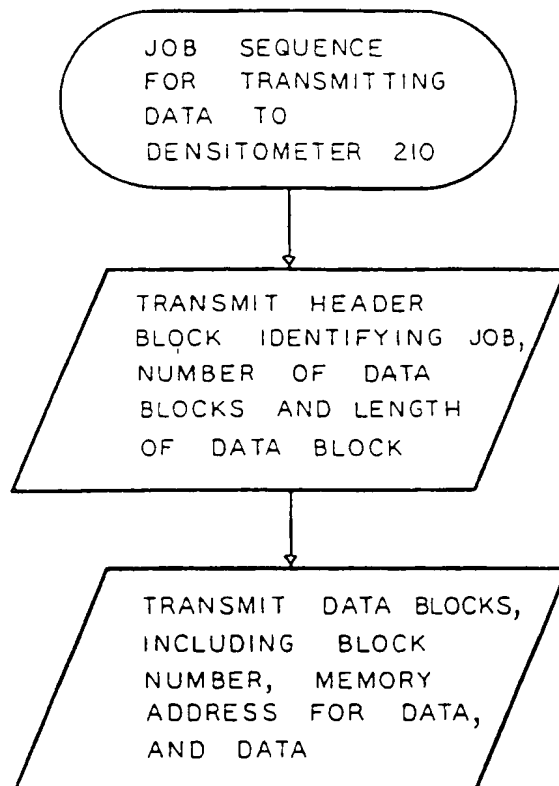 JOB SEQUENCE
FOR TRANSMITTING
DATA TO
DENSITOMETER 210
TRANSMIT HEADER
BLOCK IDENTIFYING JOB,
NUMBER OF DATA
BLOCKS AND LENGTH
OF DATA BLOCK
TRANSMIT DATA BLOCKS,
INCLUDING BLOCK
NUMBER, MEMORY
ADDRESS FOR DATA,
AND DATA